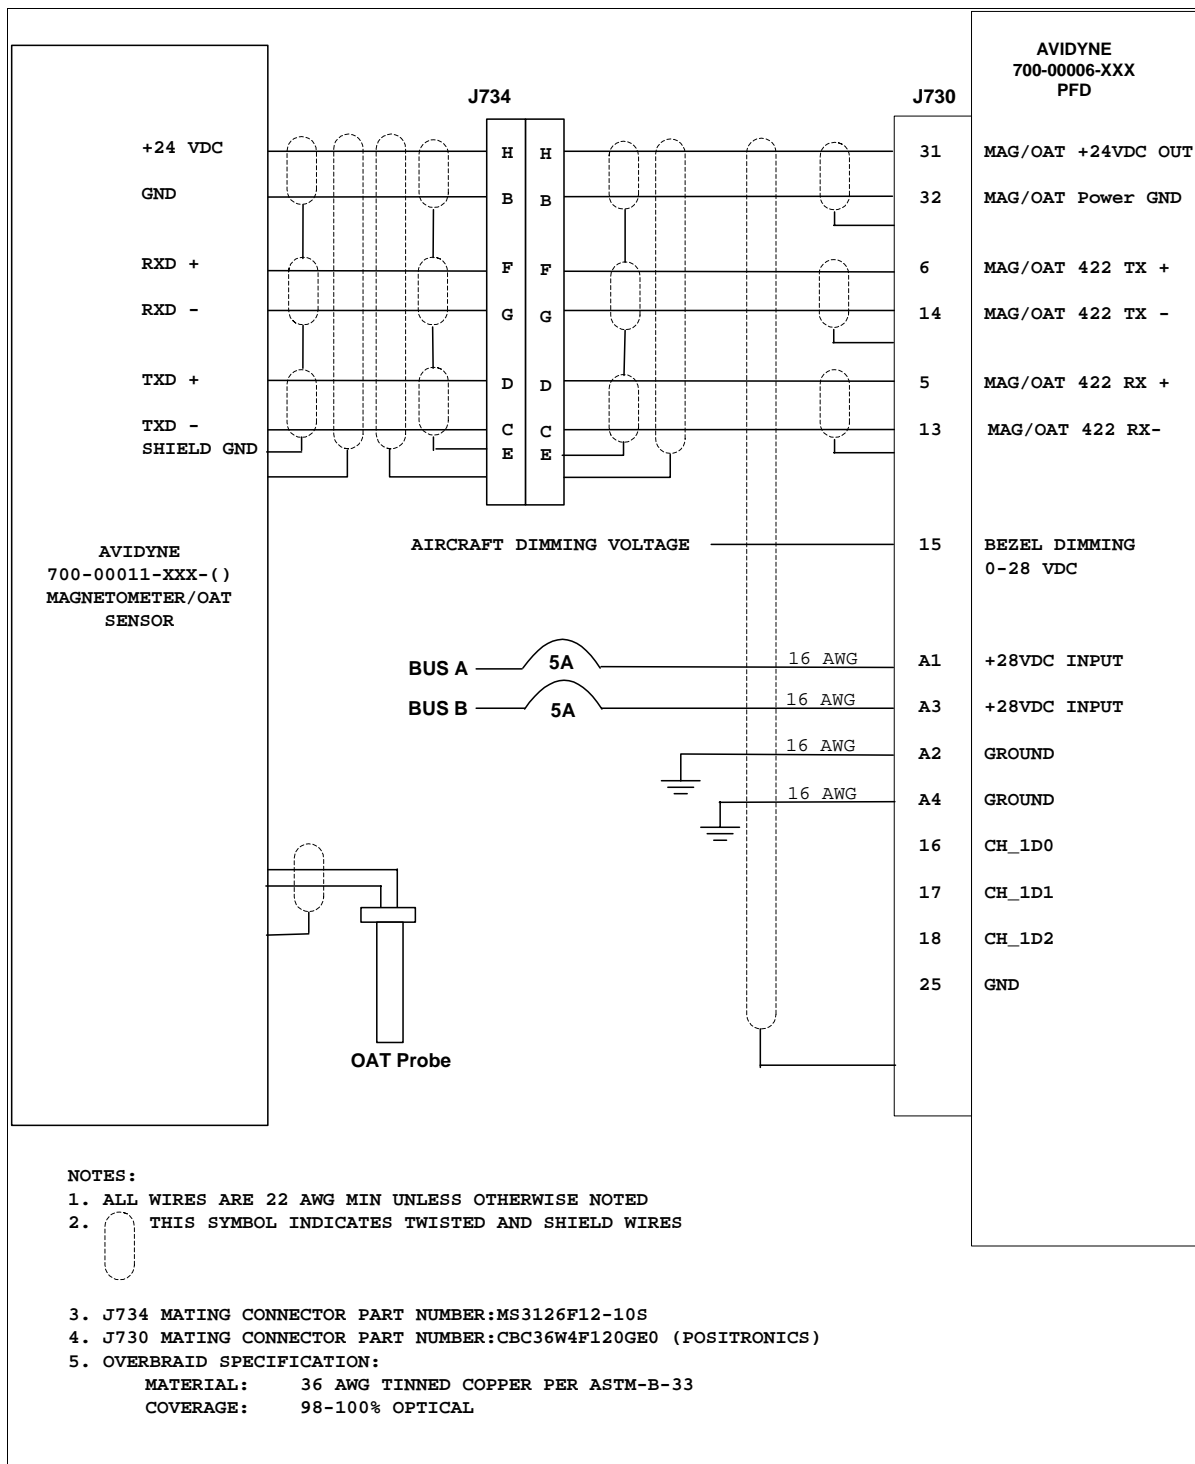 AVIDYNE
700-00006-XXX
PFD
J734
J730
+24 VDC
H
H
31
MAG/OAT +24VDC OUT
GND
B
B
32
MAG/OAT Power GND
RXD +
F
F
6
MAG/OAT 422 TX +
RXD -
G
G
14
MAG/OAT 422 TX -
TXD +
D
D
5
MAG/OAT 422 RX +
TXD -
C
C
13
MAG/OAT 422 RX-
SHIELD GND
E
E
AIRCRAFT DIMMING VOLTAGE
15
BEZEL DIMMING
0-28 VDC
AVIDYNE
700-00011-XXX-()
MAGNETOMETER/OAT
SENSOR
BUS A
5A
16 AWG
A1
+28VDC INPUT
BUS B
5A
16 AWG
A3
+28VDC INPUT
16 AWG
A2
GROUND
16 AWG
A4
GROUND
16
CH_1D0
17
CH_1D1
18
CH_1D2
25
GND
OAT Probe
NOTES:
1. ALL WIRES ARE 22 AWG MIN UNLESS OTHERWISE NOTED
2. THIS SYMBOL INDICATES TWISTED AND SHIELD WIRES
3. J734 MATING CONNECTOR PART NUMBER:MS3126F12-10S
4. J730 MATING CONNECTOR PART NUMBER:CBC36W4F120GE0 (POSITRONICS)
5. OVERBRAID SPECIFICATION:
MATERIAL: 36 AWG TINNED COPPER PER ASTM-B-33
COVERAGE: 98-100% OPTICAL